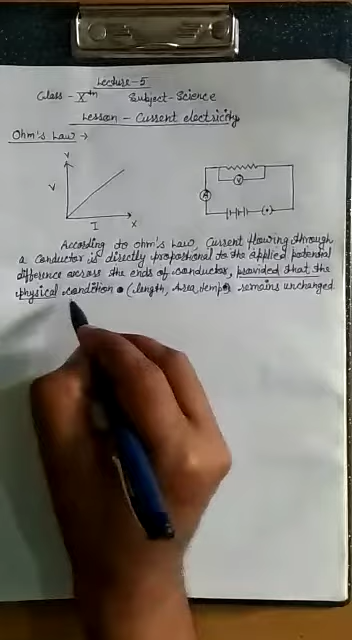 Lecture-5
Class - Xth Subject-Science
Lesson - Current electricity
Ohm's Law →
Y
V
I
X
V
A
According to ohm's Law, Current flowing through
a conductor is directly proportional to the applied potential
difference across the ends of conductor, provided that the
physical condition (length, Area, temp) remains unchanged.